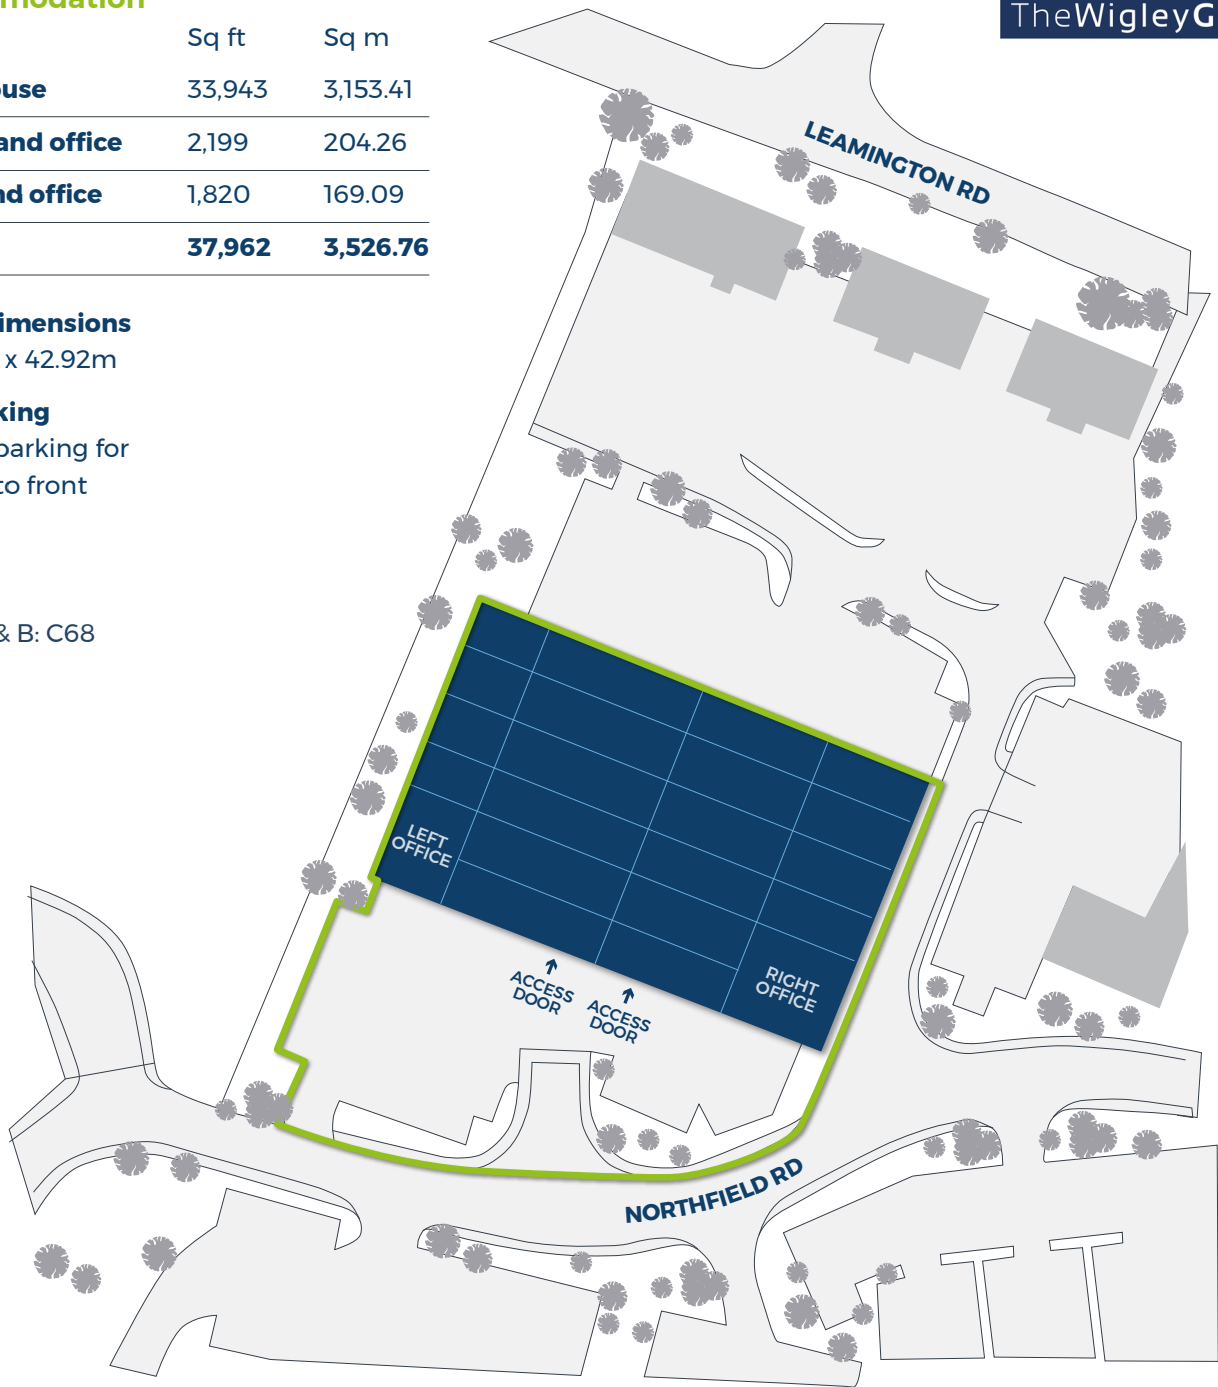 modation
TheWigleyG
Sq ft Sq m
use 33,943 3,153.41
and office 2,199 204.26
nd office 1,820 169.09
37,962 3,526.76
imensions
x 42.92m
king
parking for
to front
& B: C68
LEAMINGTON RD
LEFT
OFFICE
RIGHT
OFFICE
ACCESS
DOOR
ACCESS
DOOR
NORTHFIELD RD